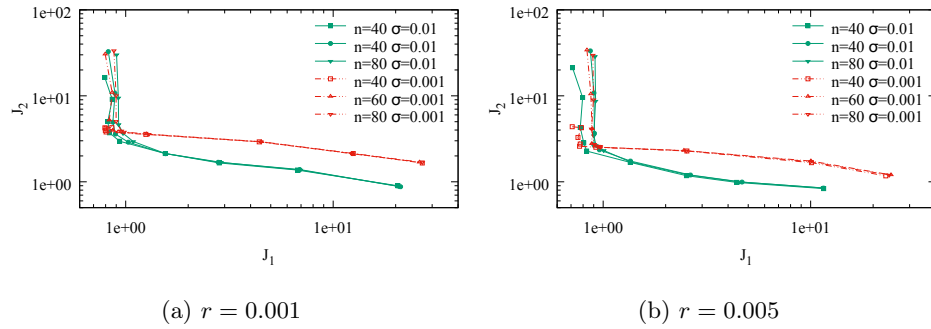 1e+02
1e+01
1e+00
J2
n=40 σ=0.01
n=40 σ=0.01
n=80 σ=0.01
n=40 σ=0.001
n=60 σ=0.001
n=80 σ=0.001
1e+00 1e+01
J1
(a) r = 0.001
1e+02
1e+01
1e+00
J2
n=40 σ=0.01
n=40 σ=0.01
n=80 σ=0.01
n=40 σ=0.001
n=60 σ=0.001
n=80 σ=0.001
1e+00 1e+01
J1
(b) r = 0.005